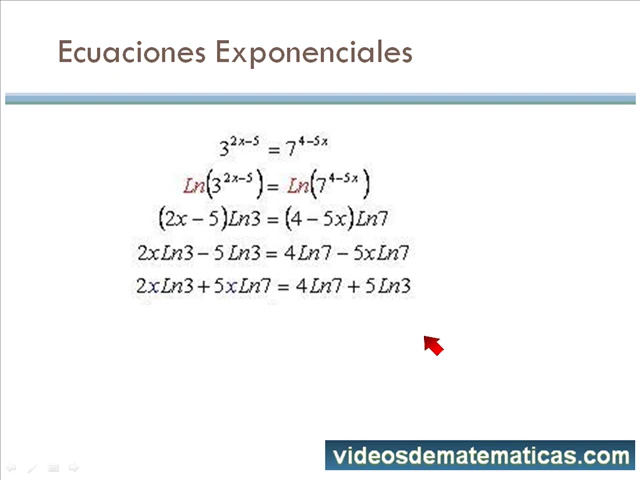 Ecuaciones Exponenciales
3^{2x-5} = 7^{4-5x}
Ln(3^{2x-5}) = Ln(7^{4-5x})
(2x - 5)Ln3 = (4 - 5x)Ln7
2xLn3 - 5Ln3 = 4Ln7 - 5xLn7
2xLn3 + 5xLn7 = 4Ln7 + 5Ln3
videosdematematicas.com